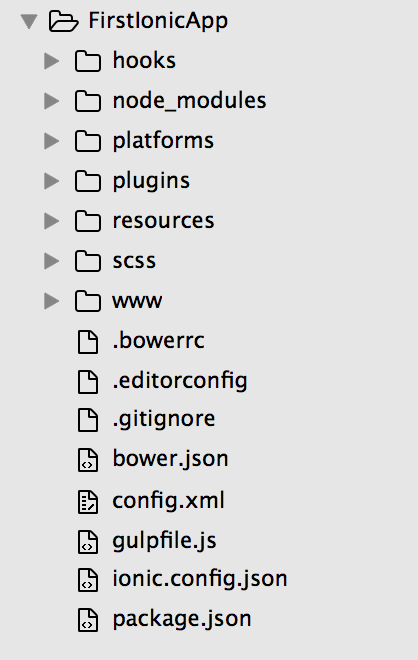 FirstIonicApp
hooks
node_modules
platforms
plugins
resources
scss
www
.bowerrc
.editorconfig
.gitignore
bower.json
config.xml
gulpfile.js
ionic.config.json
package.json